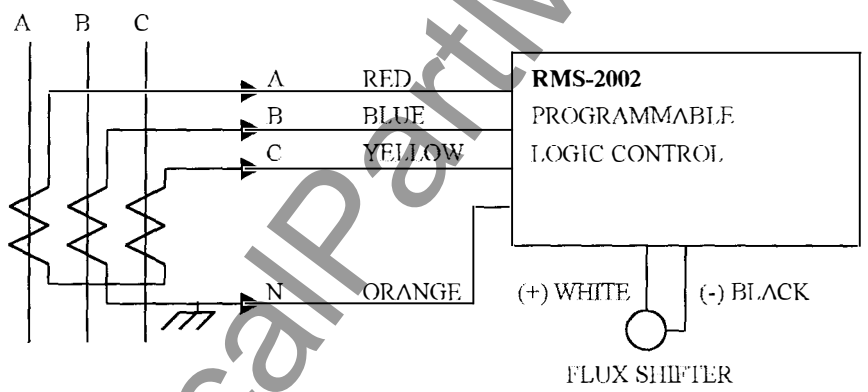 A B C
A RED
B BLUE
C YELLOW
N ORANGE
RMS-2002
PROGRAMMABLE
LOGIC CONTROL
(+) WHITE
(-) BLACK
FLUX SHIFTER